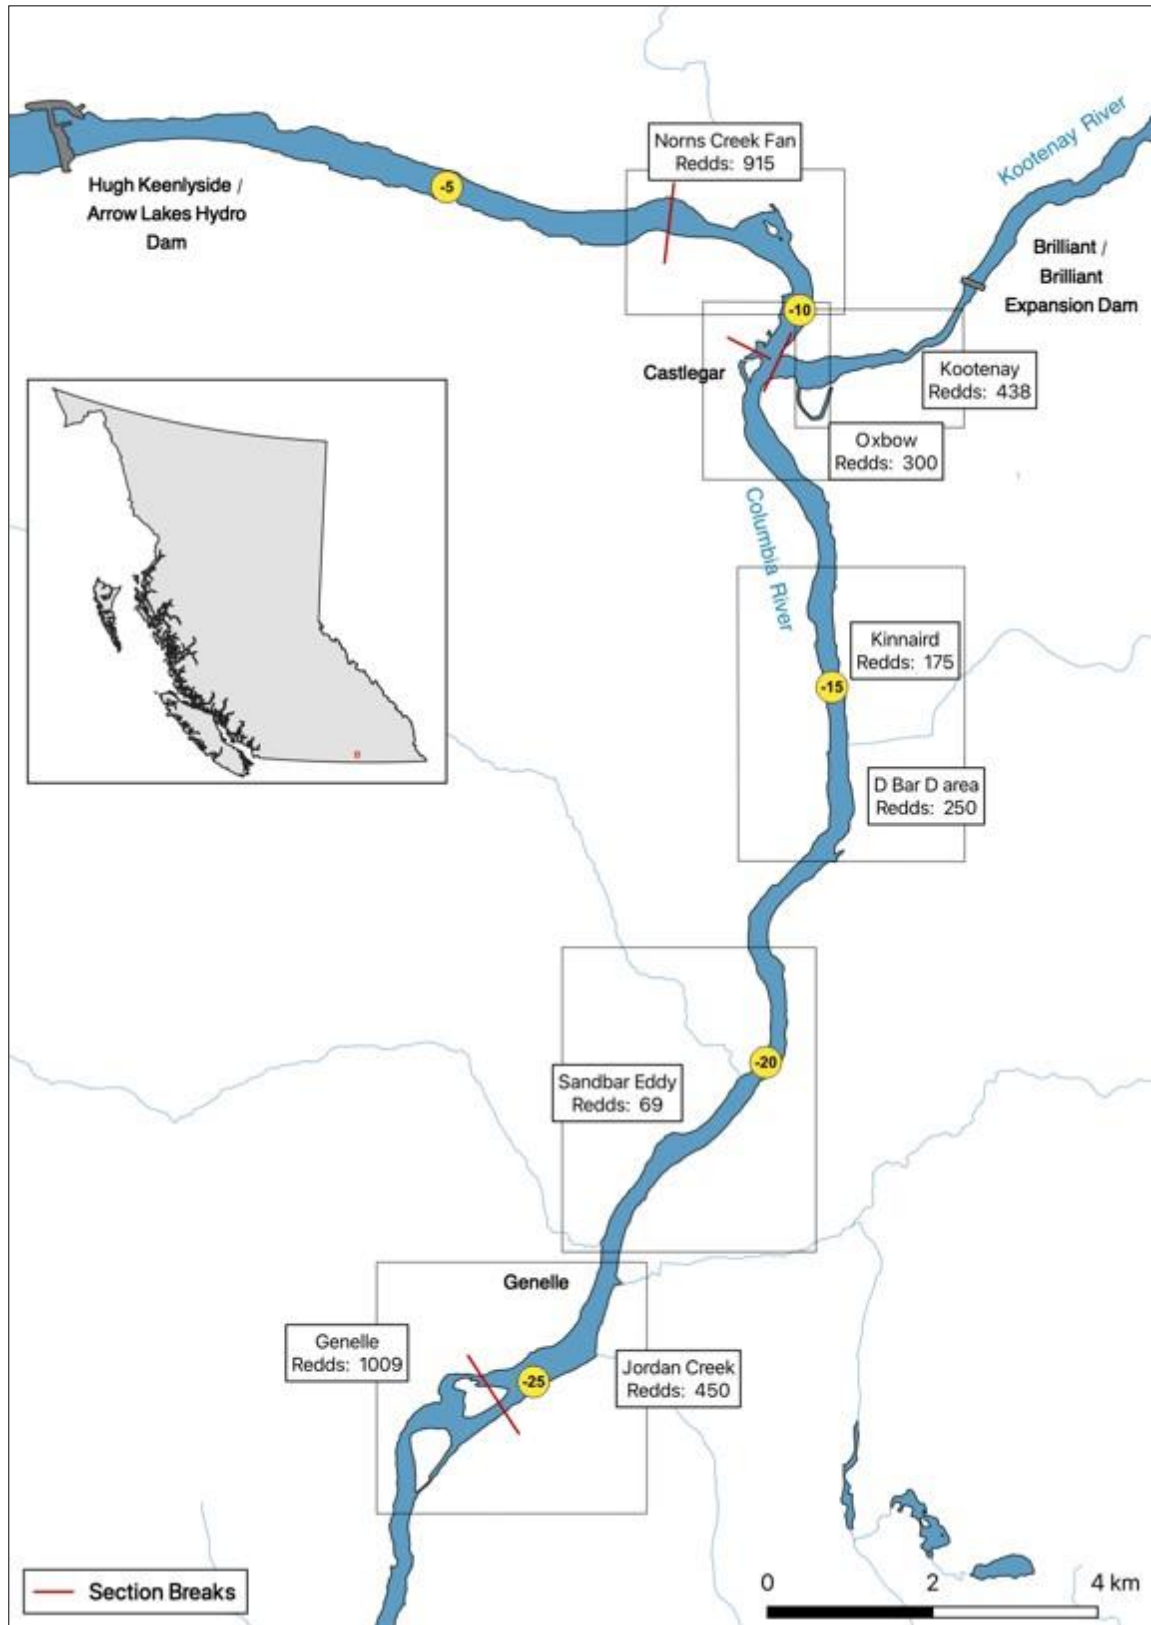 Kootenay River
Norns Creek Fan
Redds: 915
-5
Hugh Keenlyside /
Arrow Lakes Hydro
Dam
Brilliant /
Brilliant
Expansion Dam
-10
Castlegar
Kootenay
Redds: 438
Oxbow
Redds: 300
Columbia River
Kinnaird
Redds: 175
-15
D Bar D area
Redds: 250
-20
Sandbar Eddy
Redds: 69
Genelle
Genelle
Redds: 1009
Jordan Creek
Redds: 450
-25
Section Breaks
0 2 4 km